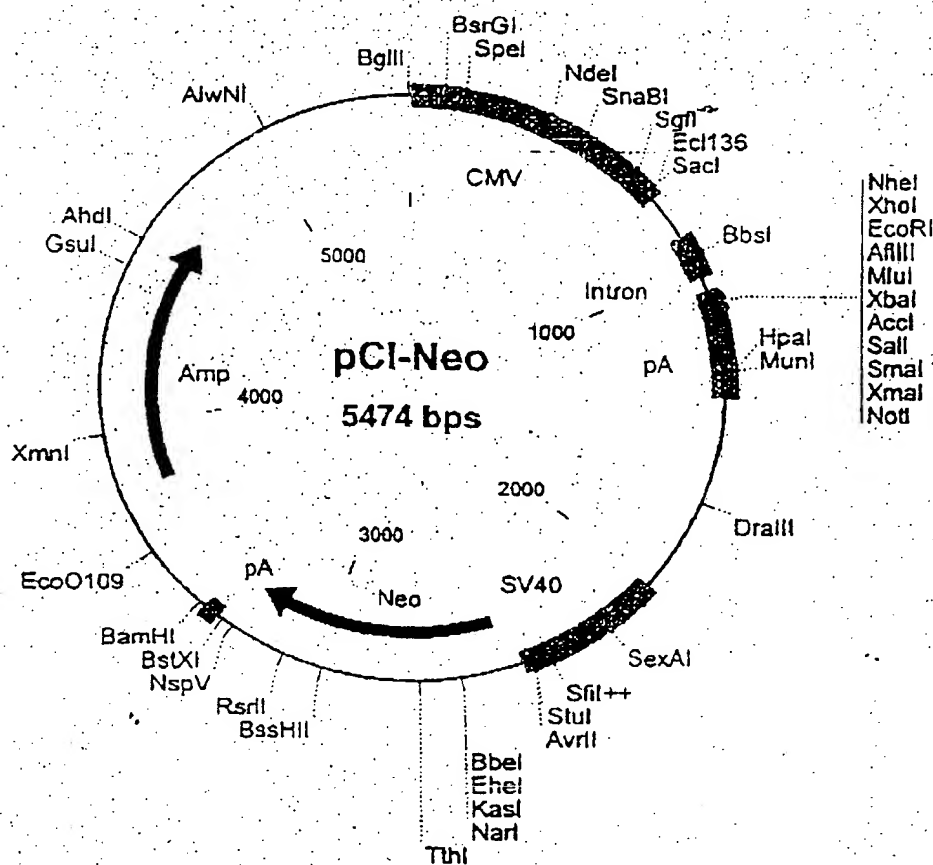 BsrGI
SpeI
BglII
NdeI
SnaBI
AlwNI
SgfI
Ecl136
SacI
CMV
NheI
XhoI
EcoRI
AflIII
MluI
XbaI
AccI
SalI
SmaI
XmaI
NotI
AhdI
GsuI
BbsI
5000
Intron
1000
HpaI
MunI
pCI-Neo
pA
Amp
4000
5474 bps
XmnI
2000
DraIII
3000
EcoO109
pA
Neo
SV40
BamHI
BstXI
NspV
SexAI
RsrII
BssHII
SfiI++
StuI
AvrII
BbeI
EheI
KasI
NarI
TthI